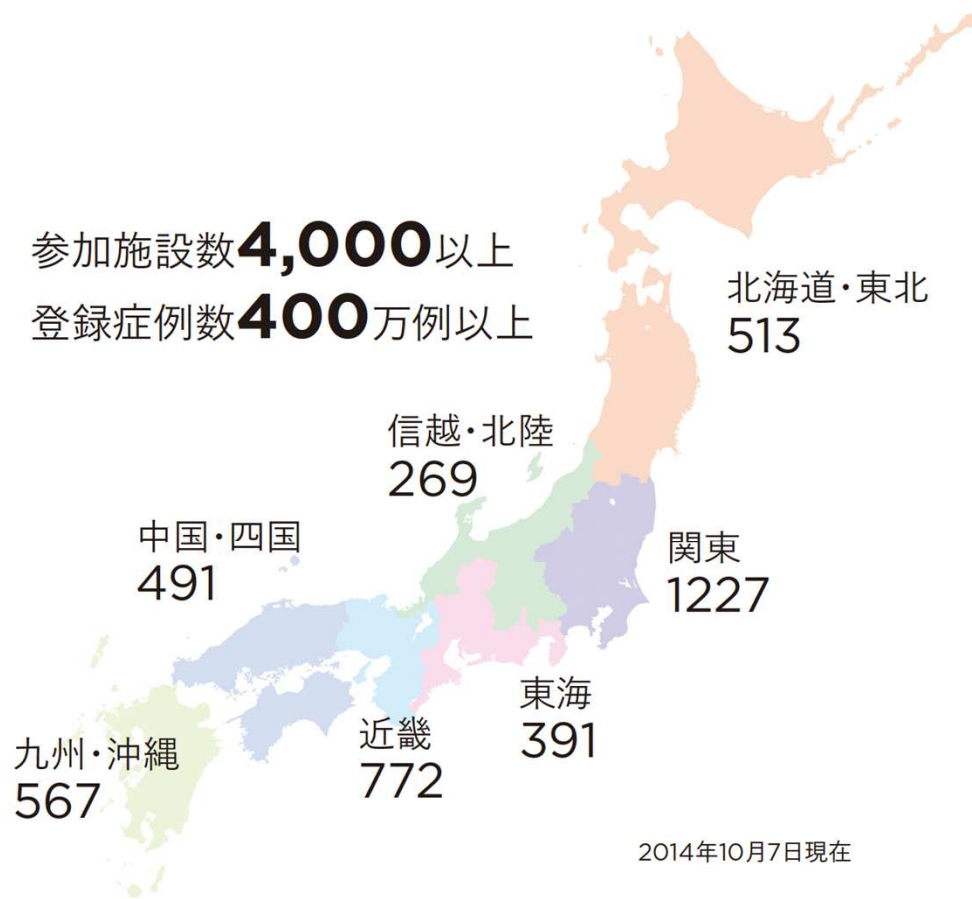 参加施設数4,000以上
登録症例数400万例以上
北海道・東北
513
信越・北陸
269
中国・四国
491
関東
1227
東海
391
近畿
772
九州・沖縄
567
2014年10月7日現在